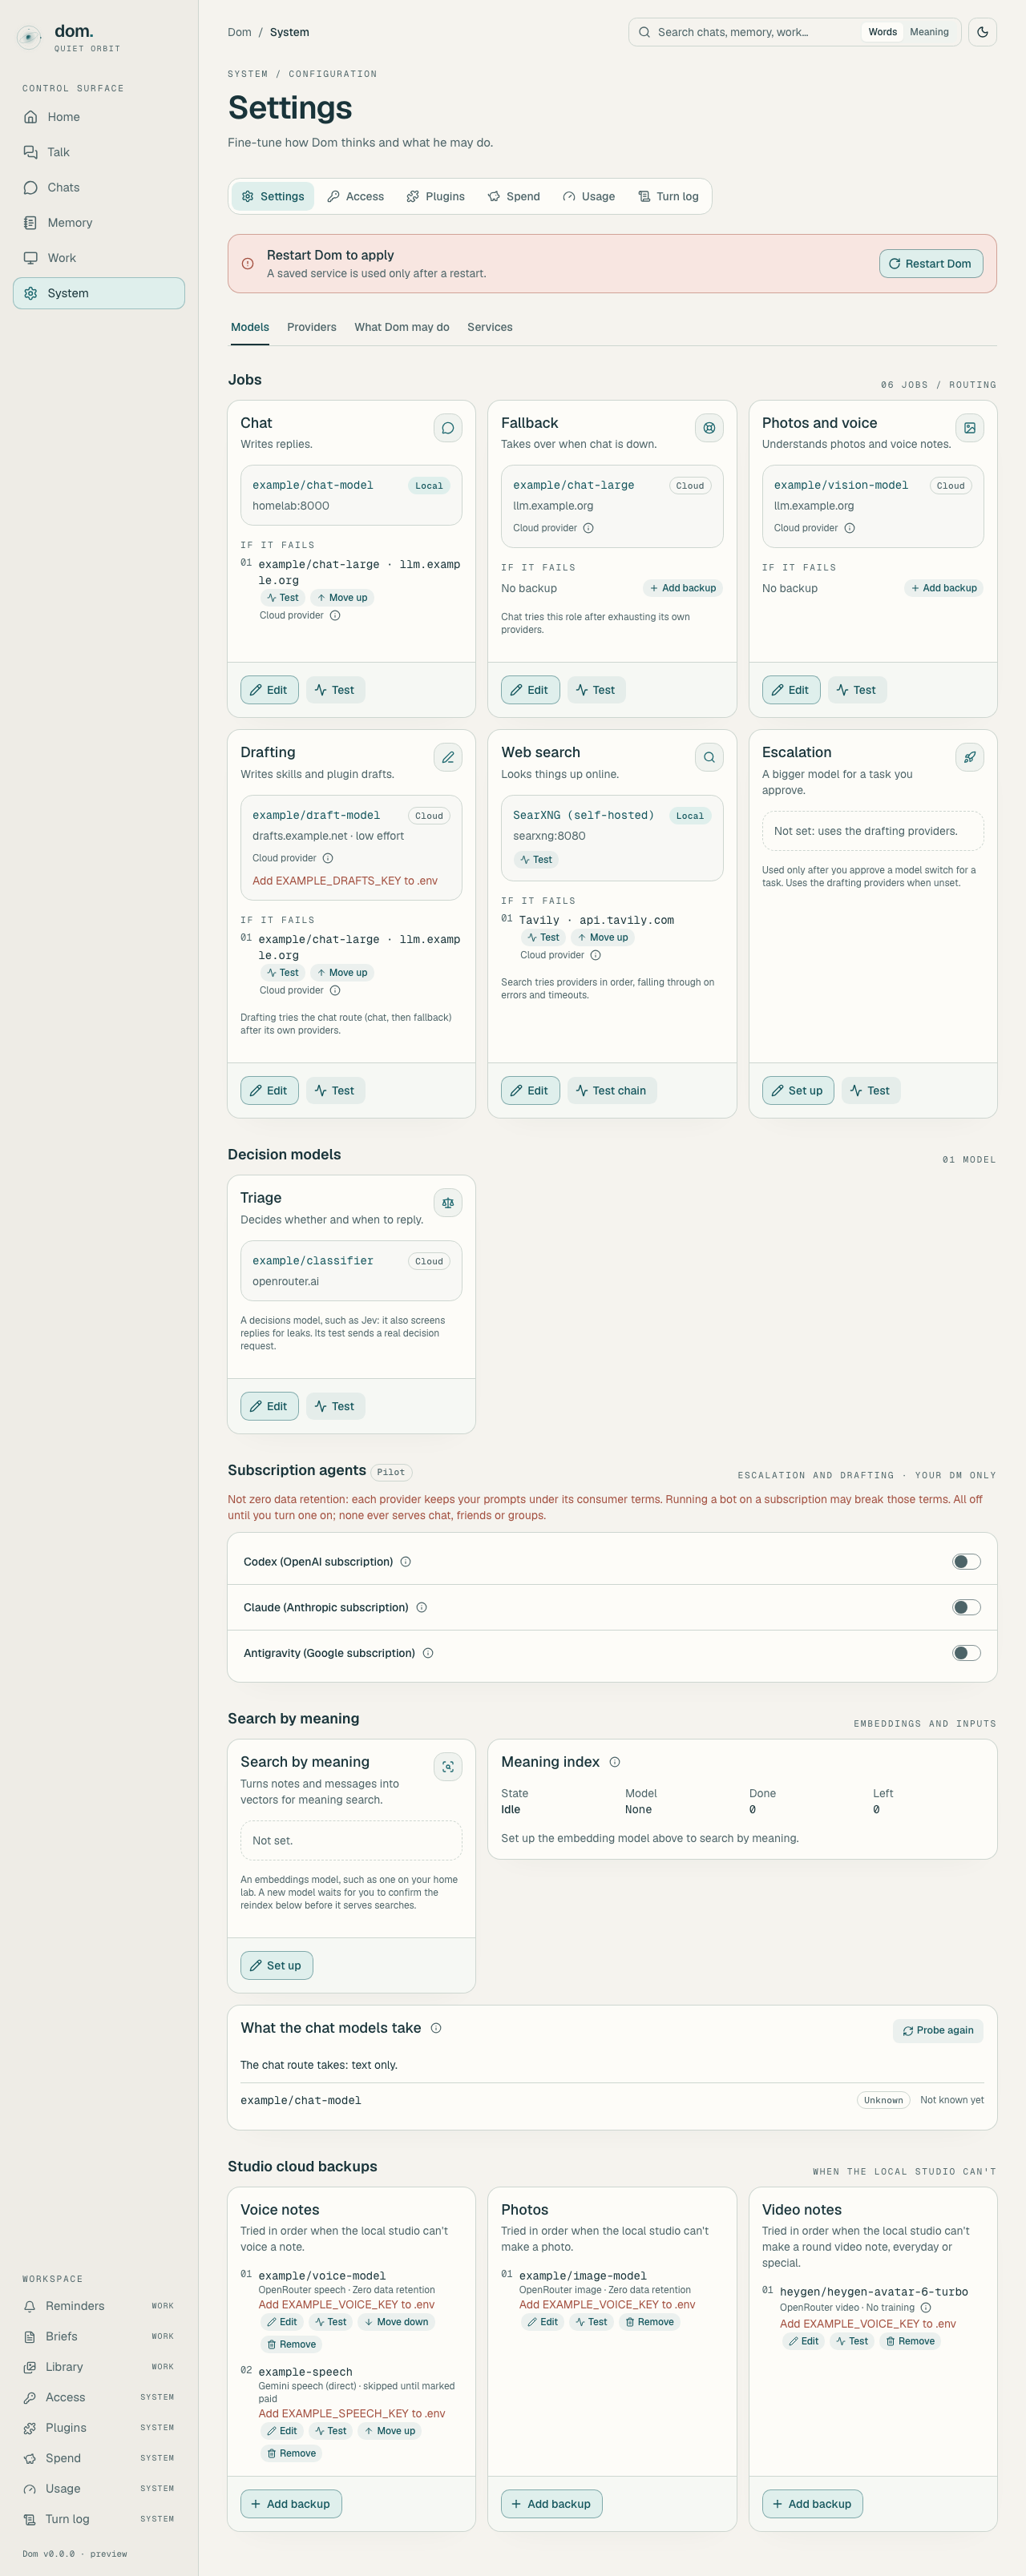 dom.
QUIET ORBIT
CONTROL SURFACE
Home
Talk
Chats
Memory
Work
System
Dom / System
Search chats, memory, work...
Words
Meaning
SYSTEM / CONFIGURATION
Settings
Fine-tune how Dom thinks and what he may do.
Settings
Access
Plugins
Spend
Usage
Turn log
Restart Dom to apply
A saved service is used only after a restart.
Restart Dom
Models
Providers
What Dom may do
Services
Jobs
06 JOBS / ROUTING
Chat
Writes replies.
example/chat-model
Local
homelab:8000
IF IT FAILS
01 example/chat-large · llm.examp
le.org
Test
Move up
Cloud provider
Edit
Test
Fallback
Takes over when chat is down.
example/chat-large
Cloud
llm.example.org
Cloud provider
IF IT FAILS
No backup
Add backup
Chat tries this role after exhausting its own
providers.
Edit
Test
Photos and voice
Understands photos and voice notes.
example/vision-model
Cloud
llm.example.org
Cloud provider
IF IT FAILS
No backup
Add backup
Edit
Test
Drafting
Writes skills and plugin drafts.
example/draft-model
Cloud
drafts.example.net · low effort
Cloud provider
Add EXAMPLE_DRAFTS_KEY to .env
IF IT FAILS
01 example/chat-large · llm.examp
le.org
Test
Move up
Cloud provider
Drafting tries the chat route (chat, then fallback)
after its own providers.
Edit
Test
Web search
Looks things up online.
SearXNG (self-hosted)
Local
searxng:8080
Test
IF IT FAILS
01 Tavily · api.tavily.com
Test
Move up
Cloud provider
Search tries providers in order, falling through on
errors and timeouts.
Edit
Test chain
Escalation
A bigger model for a task you
approve.
Not set: uses the drafting providers.
Used only after you approve a model switch for a
task. Uses the drafting providers when unset.
Set up
Test
Decision models
01 MODEL
Triage
Decides whether and when to reply.
example/classifier
Cloud
openrouter.ai
A decisions model, such as Jev: it also screens
replies for leaks. Its test sends a real decision
request.
Edit
Test
Subscription agents
Pilot
ESCALATION AND DRAFTING · YOUR DM ONLY
Not zero data retention: each provider keeps your prompts under its consumer terms. Running a bot on a subscription may break those terms. All off
until you turn one on; none ever serves chat, friends or groups.
Codex (OpenAI subscription)
Claude (Anthropic subscription)
Antigravity (Google subscription)
Search by meaning
EMBEDDINGS AND INPUTS
Search by meaning
Turns notes and messages into
vectors for meaning search.
Not set.
An embeddings model, such as one on your home
lab. A new model waits for you to confirm the
reindex below before it serves searches.
Set up
Meaning index
State
Model
Done
Left
Idle
None
0
0
Set up the embedding model above to search by meaning.
What the chat models take
Probe again
The chat route takes: text only.
example/chat-model
Unknown
Not known yet
Studio cloud backups
WHEN THE LOCAL STUDIO CAN'T
Voice notes
Tried in order when the local studio can't
voice a note.
01 example/voice-model
OpenRouter speech · Zero data retention
Add EXAMPLE_VOICE_KEY to .env
Edit
Test
Move down
Remove
02 example-speech
Gemini speech (direct) · skipped until marked
paid
Add EXAMPLE_SPEECH_KEY to .env
Edit
Test
Move up
Remove
Add backup
Photos
Tried in order when the local studio can't
make a photo.
01 example/image-model
OpenRouter image · Zero data retention
Add EXAMPLE_VOICE_KEY to .env
Edit
Test
Remove
Add backup
Video notes
Tried in order when the local studio can't
make a round video note, everyday or
special.
01 heygen/heygen-avatar-6-turbo
OpenRouter video · No training
Add EXAMPLE_VOICE_KEY to .env
Edit
Test
Remove
Add backup
WORKSPACE
Reminders WORK
Briefs WORK
Library WORK
Access SYSTEM
Plugins SYSTEM
Spend SYSTEM
Usage SYSTEM
Turn log SYSTEM
Dom v0.0.0 · preview